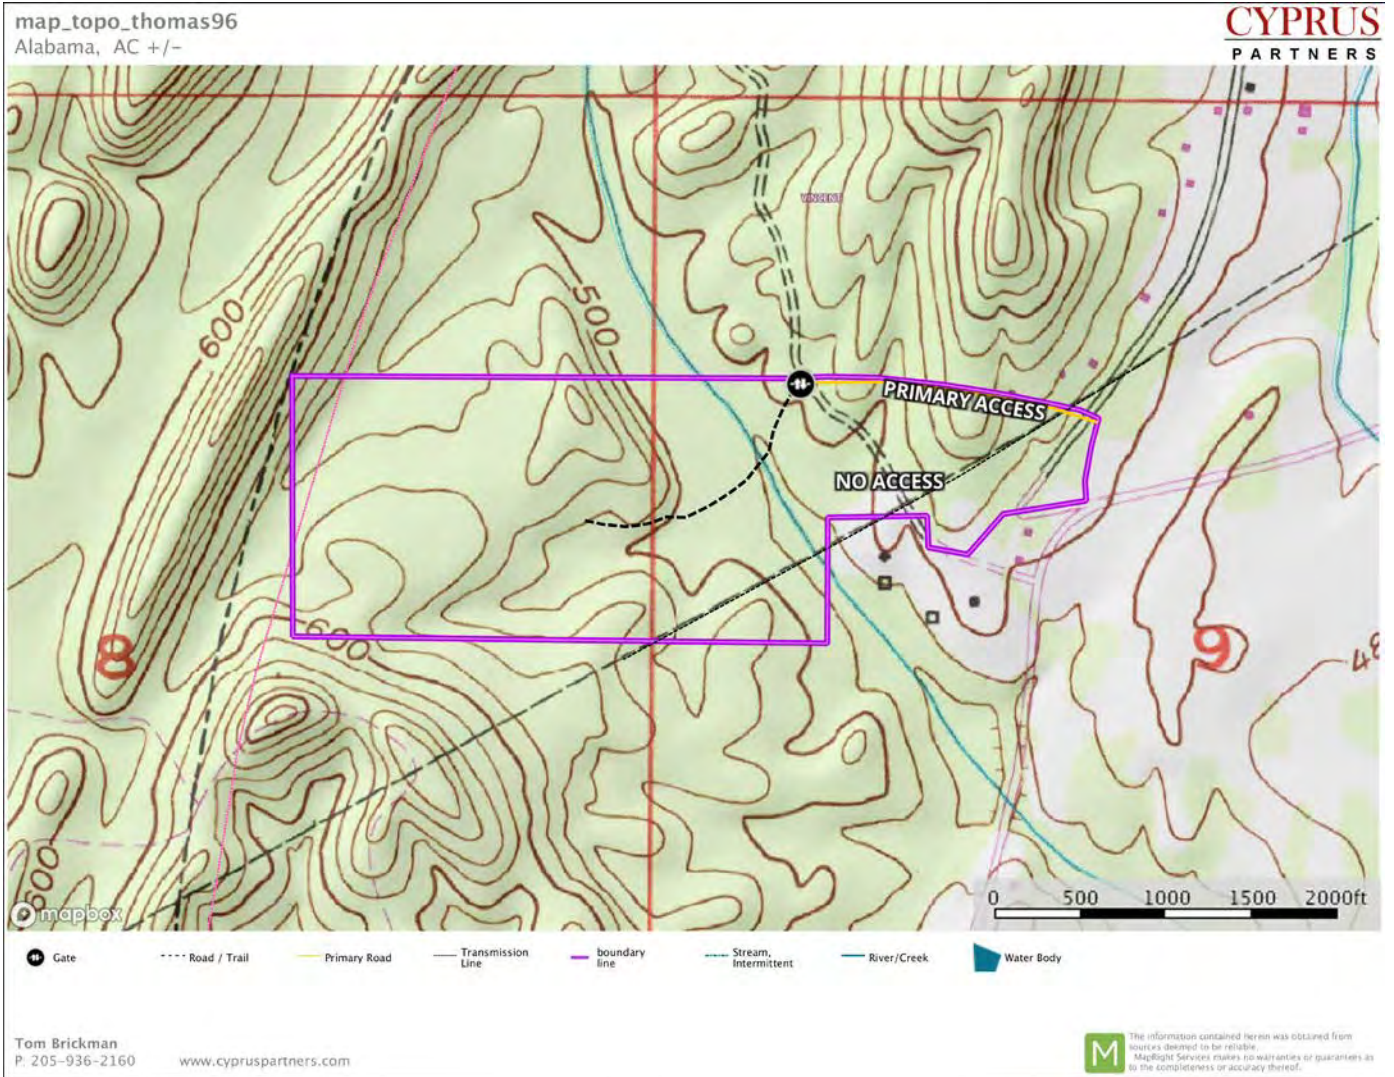 map_topo_thomas96
Alabama, AC +/-
CYPRUS
PARTNERS
VINCENT
600
500
PRIMARY ACCESS
NO ACCESS
600
8
9
48
600
mapbox
0 500 1000 1500 2000ft
Gate
Road / Trail
Primary Road
Transmission
Line
boundary
line
Stream,
Intermittent
River/Creek
Water Body
Tom Brickman
P: 205-936-2160
www.cypruspartners.com
M
The information contained herein was obtained from
sources deemed to be reliable.
MapRight Services makes no warranties or guarantees as
to the completeness or accuracy thereof.